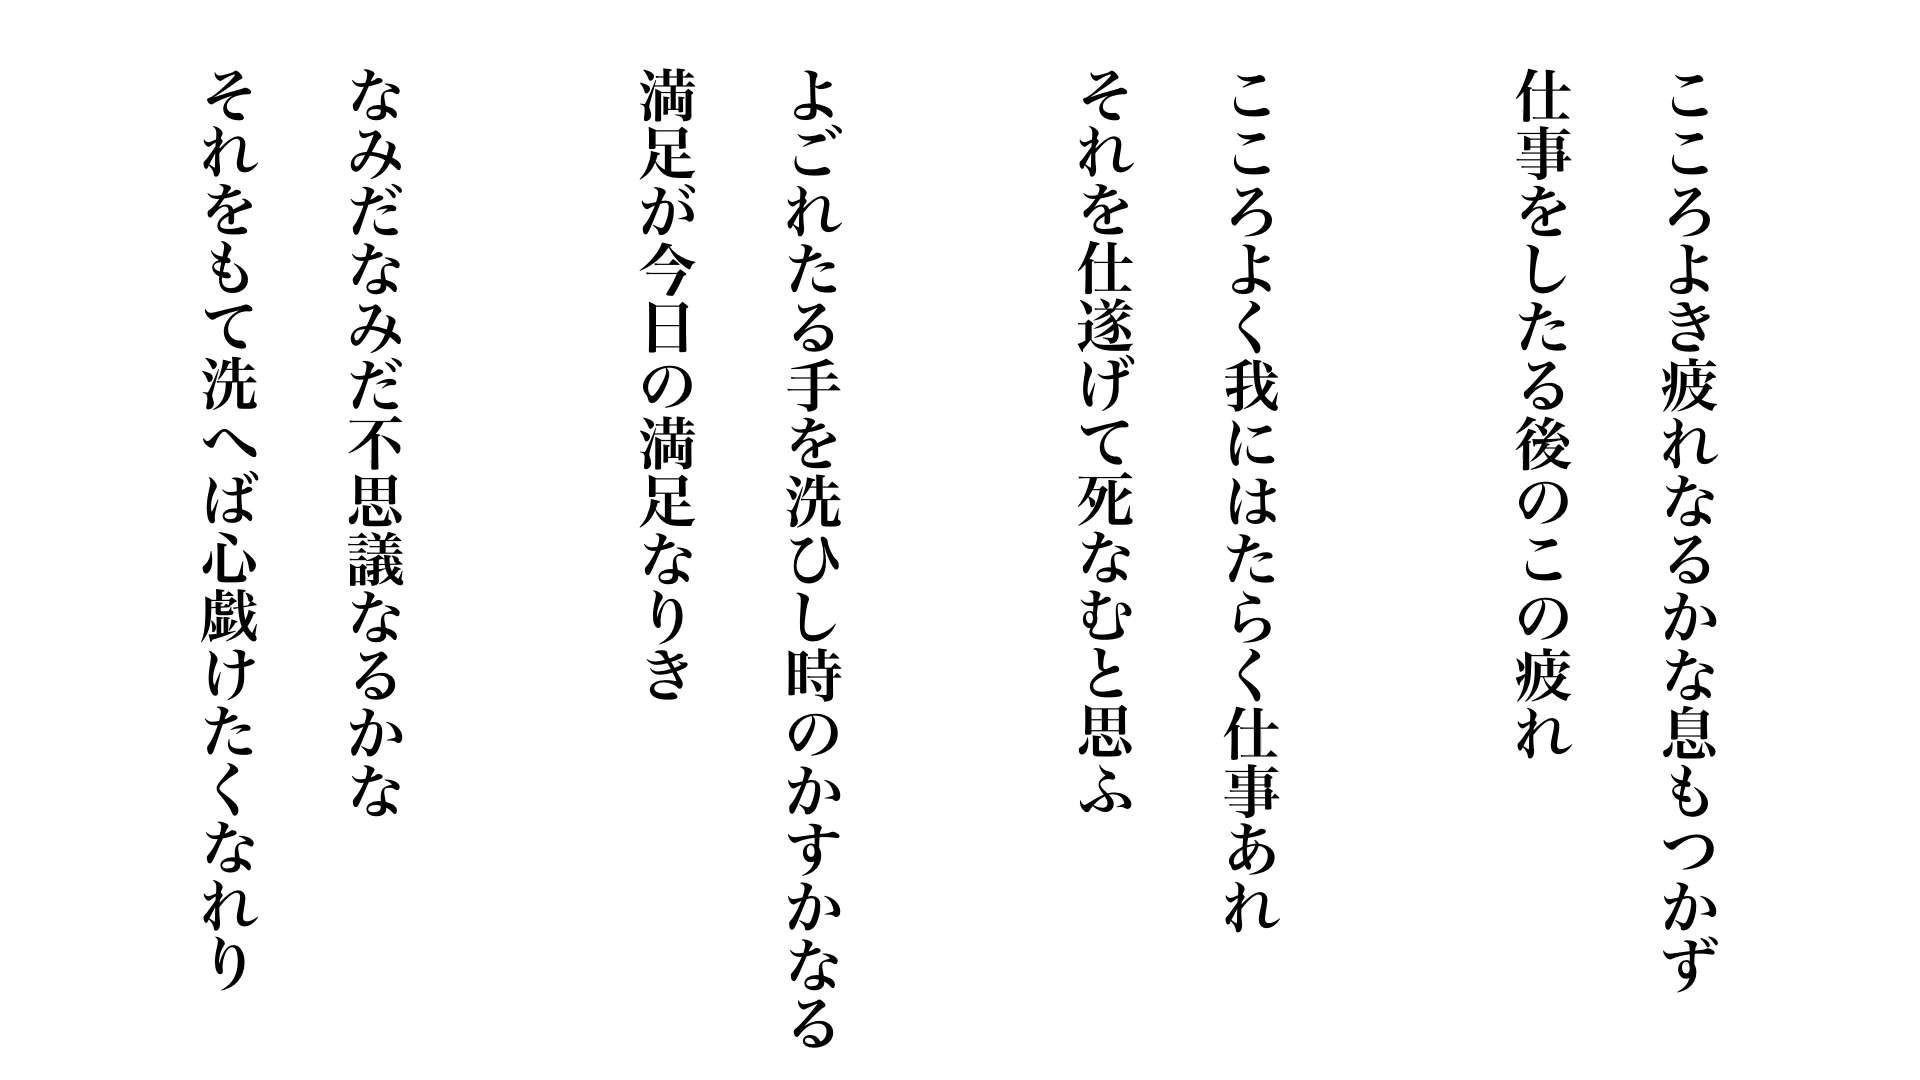 こころよき疲れなるかな息もつかず
仕事をしたる後のこの疲れ
こころよく我にはたらく仕事あれ
それを仕遂げて死なむと思ふ
よごれたる手を洗ひし時のかすかなる
満足が今日の満足なりき
なみだなみだ不思議なるかな
それをもて洗へば心戯けたくなれり